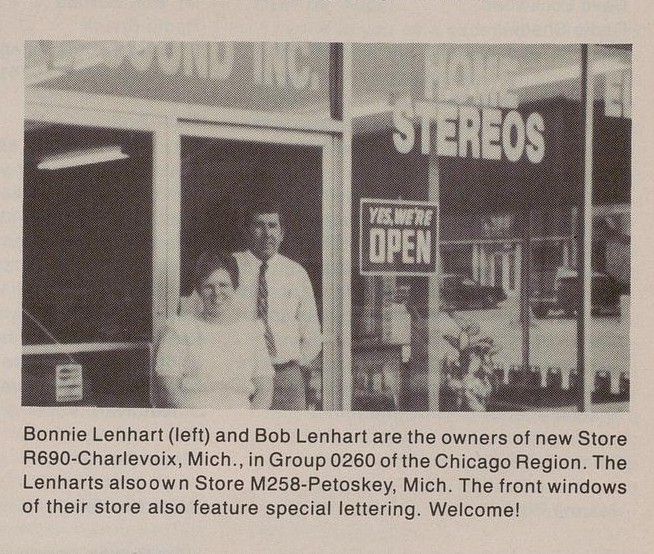 SOUND INC.
HOME
STEREOS
YES, WE'RE
OPEN
Bonnie Lenhart (left) and Bob Lenhart are the owners of new Store
R690-Charlevoix, Mich., in Group 0260 of the Chicago Region. The
Lenharts alsoown Store M258-Petoskey, Mich. The front windows
of their store also feature special lettering. Welcome!